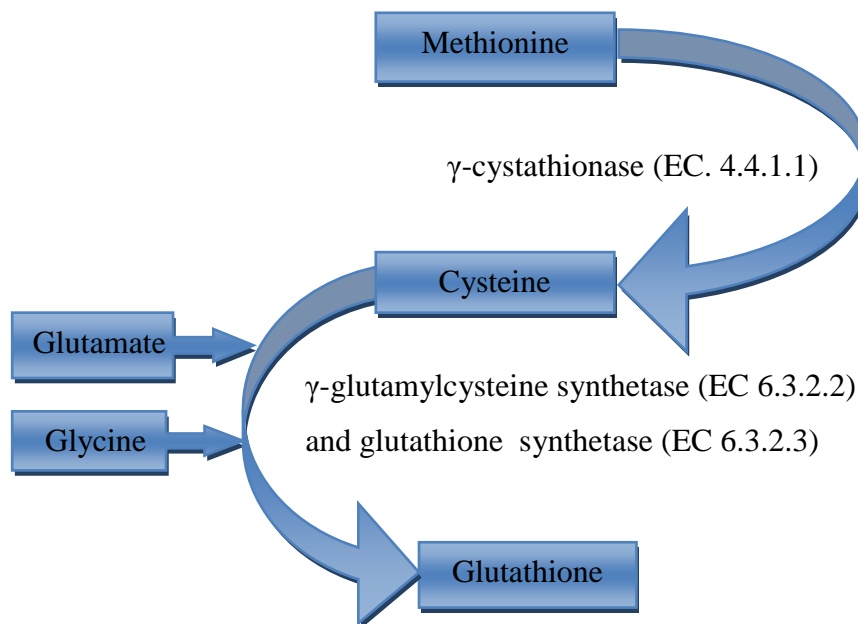 Methionine
γ-cystathionase (EC. 4.4.1.1)
Cysteine
Glutamate
γ-glutamylcysteine synthetase (EC 6.3.2.2)
Glycine
and glutathione synthetase (EC 6.3.2.3)
Glutathione